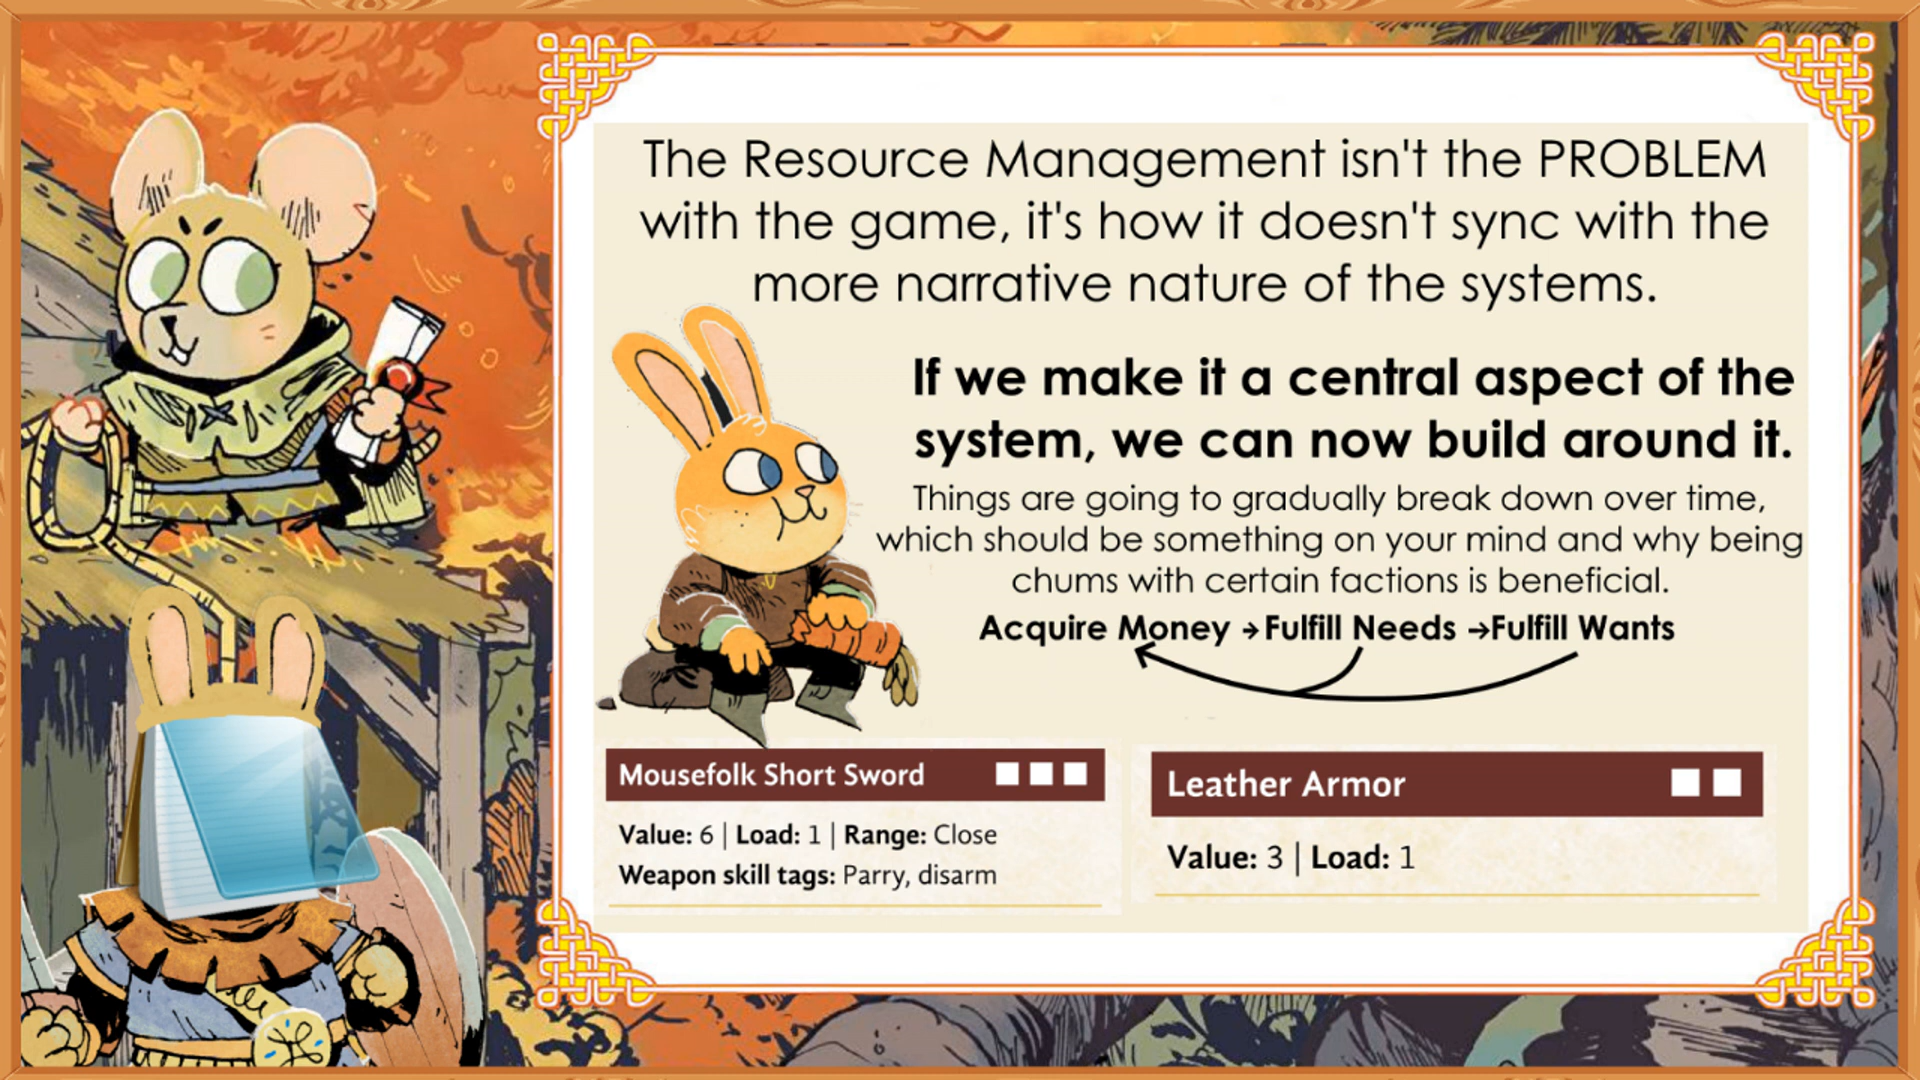 The Resource Management isn't the PROBLEM
with the game, it's how it doesn't sync with the
more narrative nature of the systems.
If we make it a central aspect of the
system, we can now build around it.
Things are going to gradually break down over time,
which should be something on your mind and why being
chums with certain factions is beneficial.
Acquire Money → Fulfill Needs → Fulfill Wants
Mousefolk Short Sword
Value: 6 | Load: 1 | Range: Close
Weapon skill tags: Parry, disarm
Leather Armor
Value: 3 | Load: 1